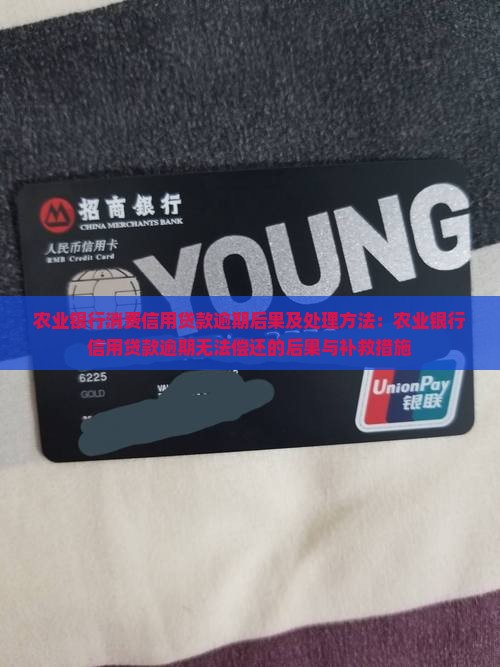 招商银行
CHINA MERCHANTS BANK
人民币信用卡
RMB Credit Card
YOUNG
农业银行消费信用贷款逾期后果及处理方法：农业银行
信用贷款逾期无法偿还的后果与补救措施
6225
GOLD
UnionPay
银联